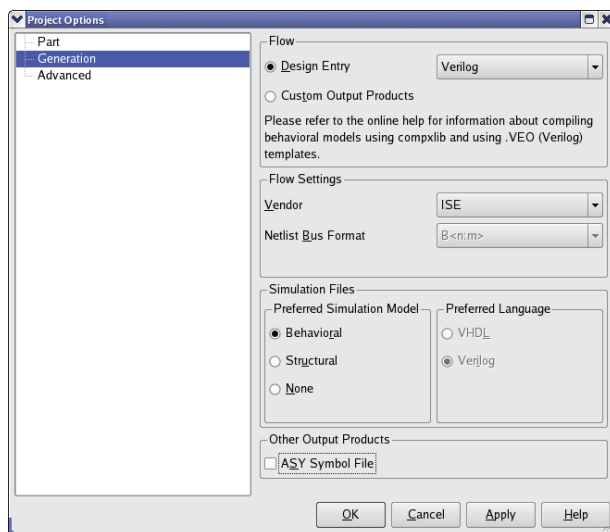 Project Options
Part
Generation
Advanced
Flow
Design Entry
Verilog
Custom Output Products
Please refer to the online help for information about compiling
behavioral models using compxlib and using .VEO (Verilog)
templates.
Flow Settings
Vendor
ISE
Netlist Bus Format
B<n:m>
Simulation Files
Preferred Simulation Model
Preferred Language
Behavioral
VHDL
Structural
Verilog
None
Other Output Products
ASY Symbol File
OK
Cancel
Apply
Help